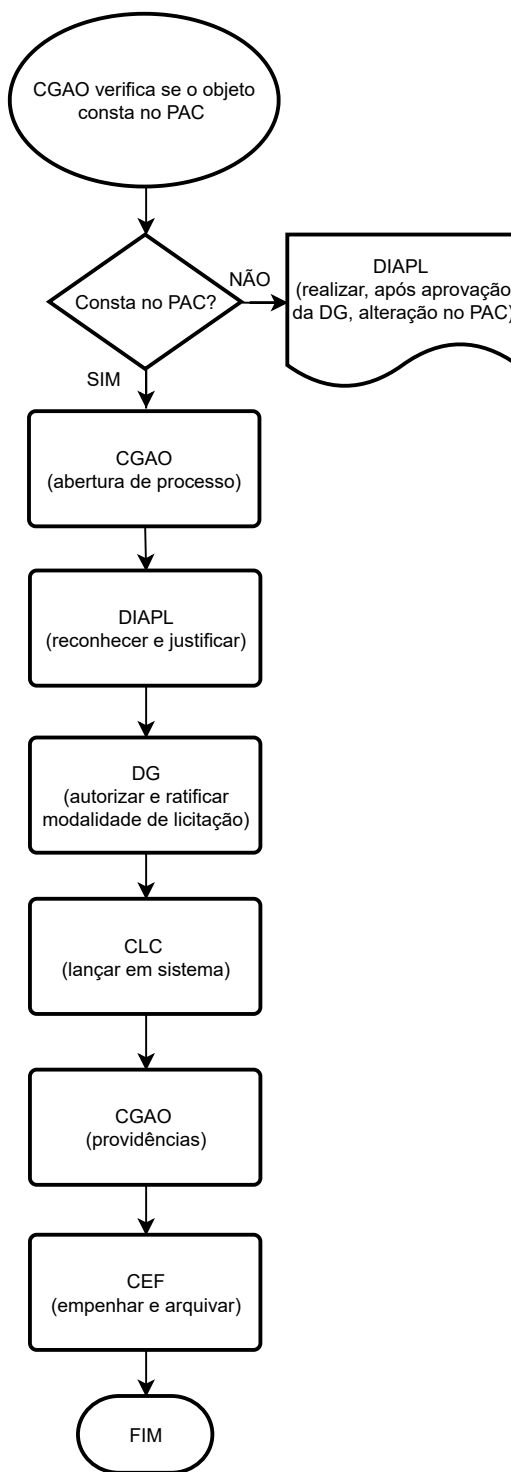 CGAO verifica se o objeto
consta no PAC
Consta no PAC?
NÃO
DIAPL
(realizar, após aprovação
da DG, alteração no PAC)
SIM
CGAO
(abertura de processo)
DIAPL
(reconhecer e justificar)
DG
(autorizar e ratificar
modalidade de licitação)
CLC
(lançar em sistema)
CGAO
(providências)
CEF
(empenhar e arquivar)
FIM